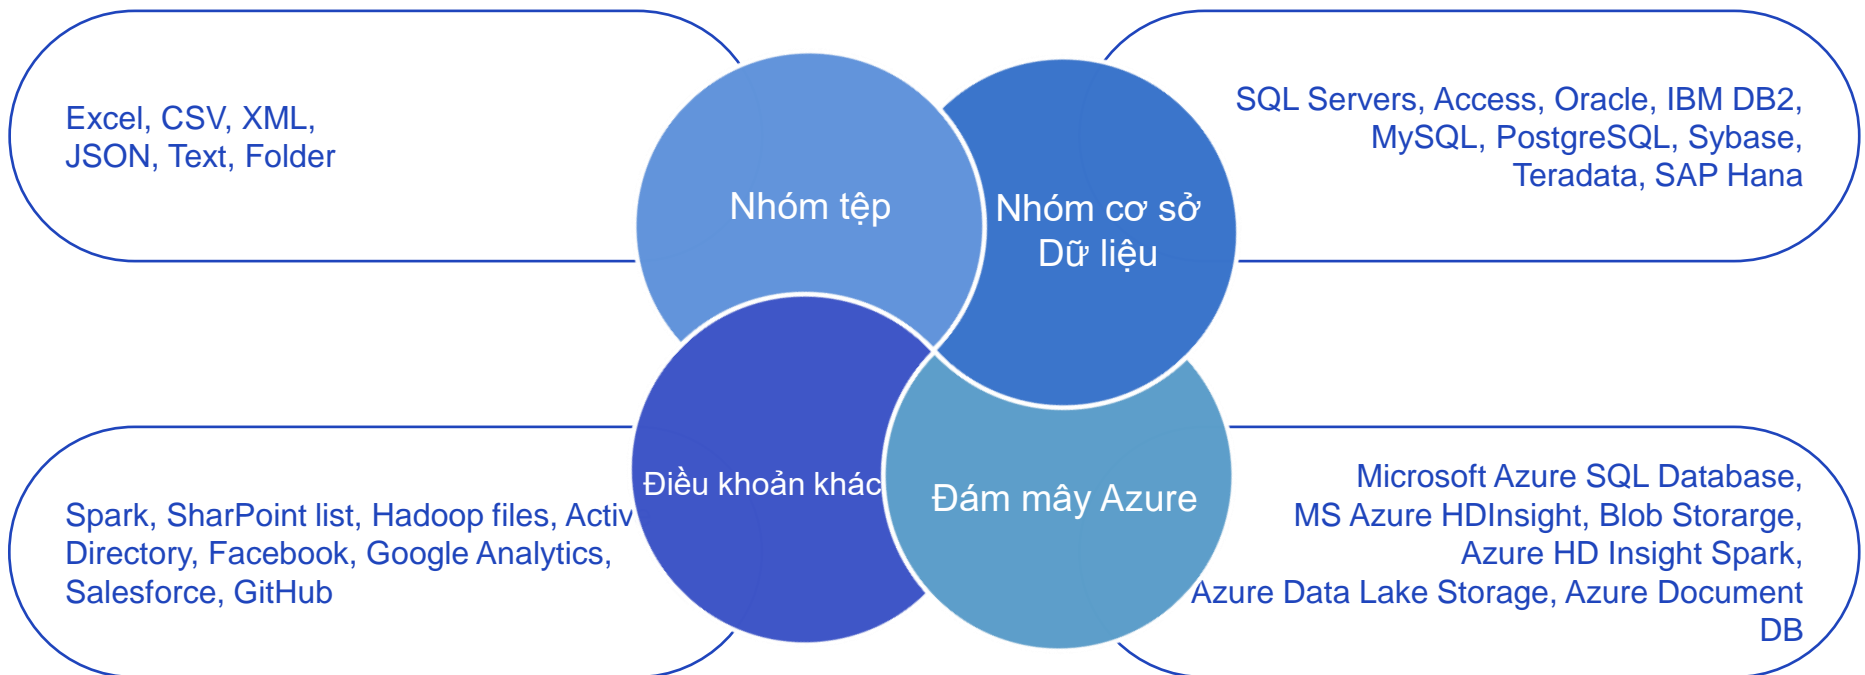 Excel, CSV, XML,
JSON, Text, Folder
Nhóm tệp
Nhóm cơ sở
Dữ liệu
SQL Servers, Access, Oracle, IBM DB2,
MySQL, PostgreSQL, Sybase,
Teradata, SAP Hana
Spark, SharPoint list, Hadoop files, Activ
Directory, Facebook, Google Analytics,
Salesforce, GitHub
Điều khoản khác
Đám mây Azure
Microsoft Azure SQL Database,
MS Azure HDInsight, Blob Storarge,
Azure HD Insight Spark,
Azure Data Lake Storage, Azure Document
DB